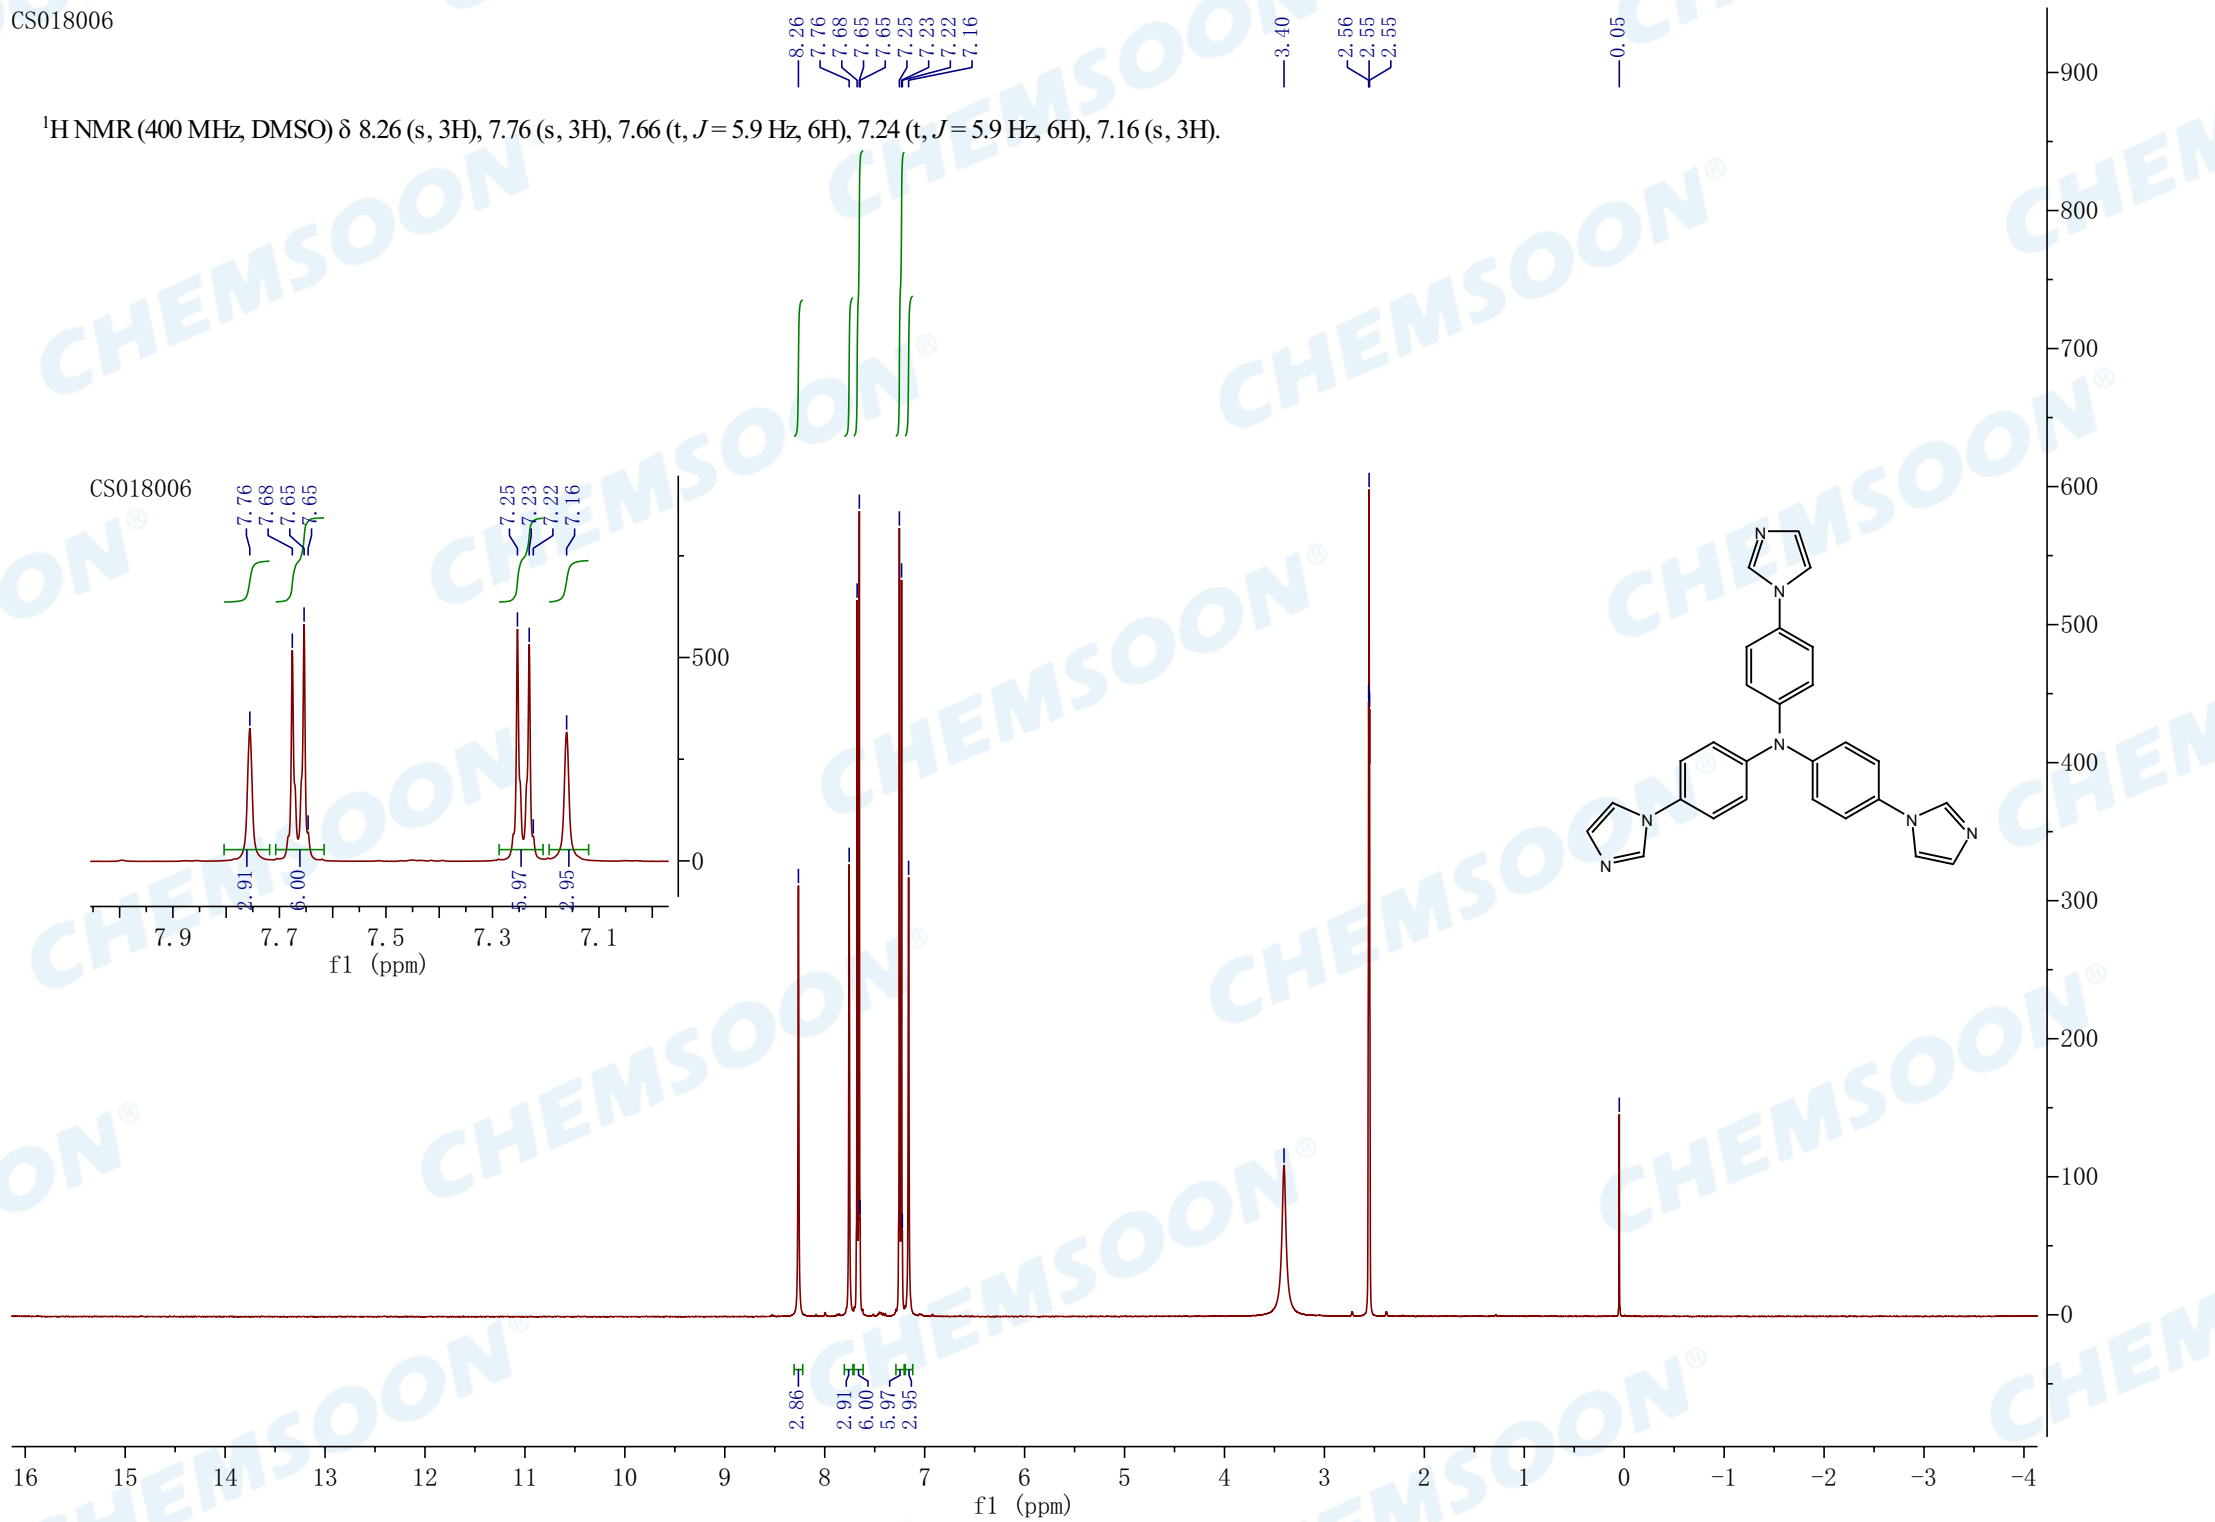 CS018006
8.26
7.76
7.68
7.65
7.65
7.25
7.23
7.22
7.16
3.40
2.56
2.55
2.55
0.05
¹H NMR (400 MHz, DMSO) δ 8.26 (s, 3H), 7.76 (s, 3H), 7.66 (t, J = 5.9 Hz, 6H), 7.24 (t, J = 5.9 Hz, 6H), 7.16 (s, 3H).
900
800
700
600
500
400
300
200
100
0
CS018006
7.76
7.68
7.65
7.65
7.25
7.23
7.22
7.16
500
0
2.91
6.00
5.97
2.95
7.9 7.7 7.5 7.3 7.1
f1 (ppm)
N
N
N
N
N
N
N
2.86
2.91
6.00
5.97
2.95
16 15 14 13 12 11 10 9 8 7 6 5 4 3 2 1 0 -1 -2 -3 -4
f1 (ppm)
CHEMSOON®